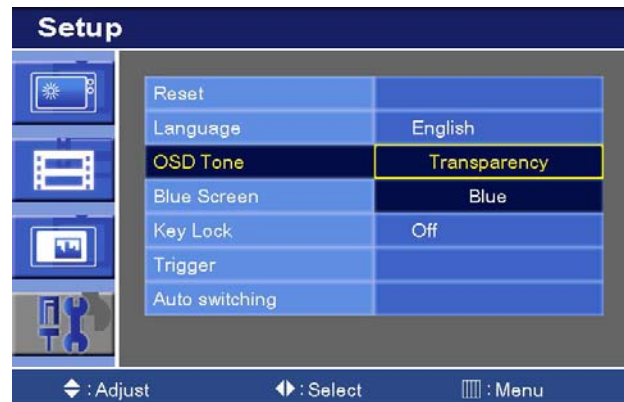 Setup
Reset
Language English
OSD Tone Transparency
Blue Screen Blue
Key Lock Off
Trigger
Auto switching
: Adjust : Select : Menu